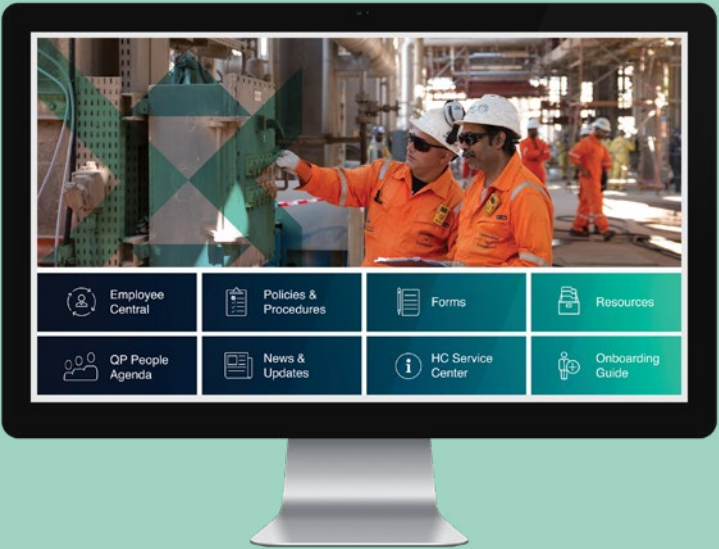 Employee
Central
Policies &
Procedures
Forms
Resources
QP People
Agenda
News &
Updates
HC Service
Center
Onboarding
Guide